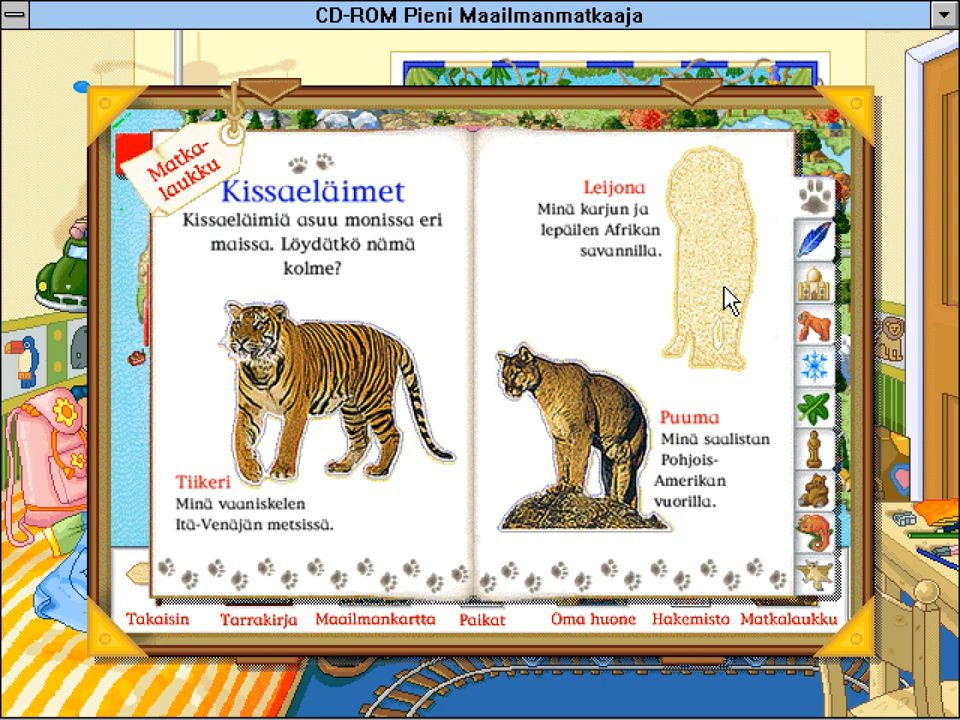 CD-ROM Pieni Maailmanmatkaaja
Matka-
laukku
Kissaeläimet
Kissaeläimiä asuu monissa eri
maissa. Löydätkö nämä
kolme?
Tiikeri
Minä vaaniskelen
Itä-Venäjän metsissä.
Leijona
Minä karjun ja
lepäilen Afrikan
savannilla.
Puuma
Minä saalistan
Pohjois-
Amerikan
vuorilla.
Takaisin
Tarrakirja
Maailmankartta
Paikat
Oma huone
Hakemisto
Matkalaukku